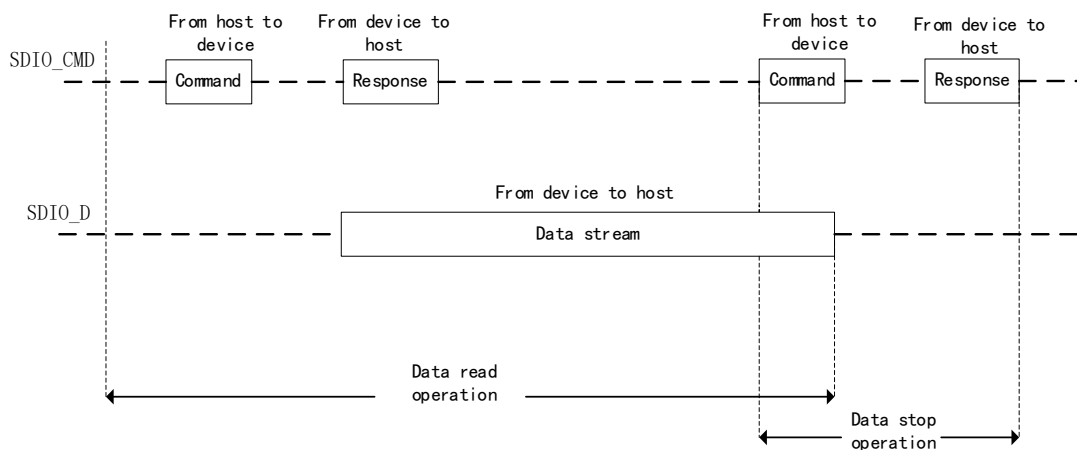 From host to
device
From device to
host
From host to
device
From device to
host
SDIO_CMD
Command
Response
Command
Response
From device to host
SDIO_D
Data stream
Data read
operation
Data stop
operation